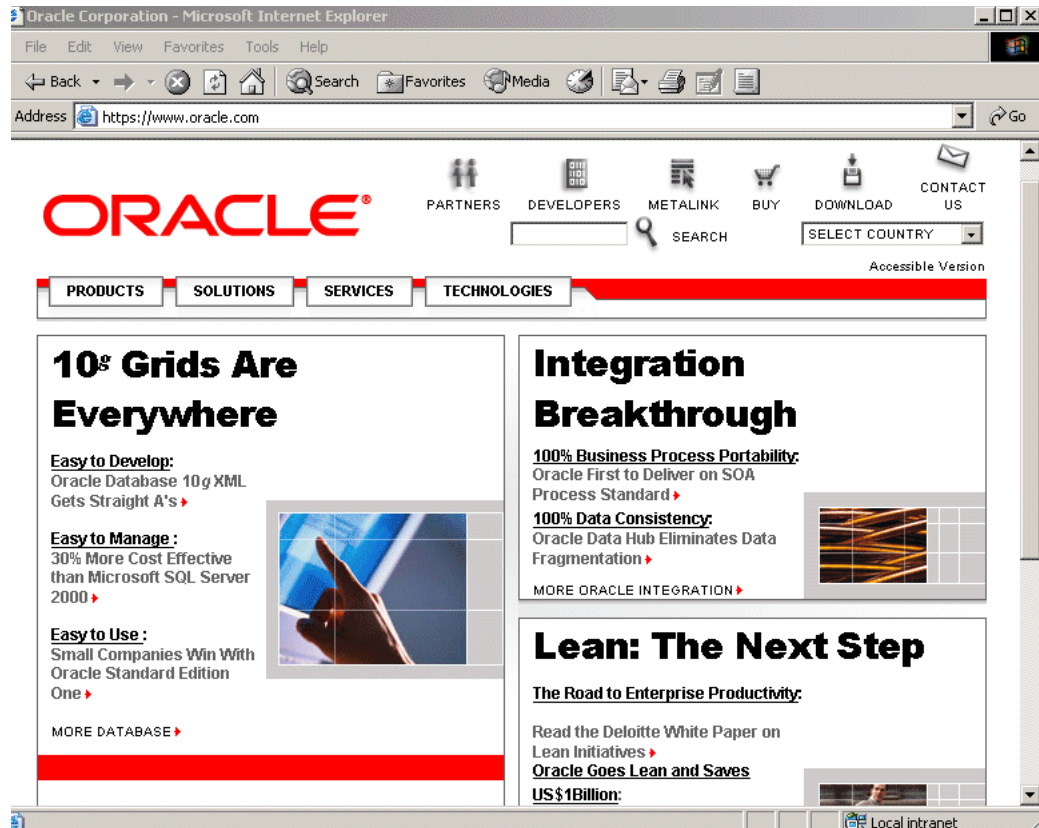 Oracle Corporation - Microsoft Internet Explorer
File Edit View Favorites Tools Help
Back Search Favorites Media
Address https://www.oracle.com Go
ORACLE®
PARTNERS DEVELOPERS METALINK BUY DOWNLOAD CONTACT US
SEARCH SELECT COUNTRY
Accessible Version
PRODUCTS SOLUTIONS SERVICES TECHNOLOGIES
10g Grids Are
Everywhere
Easy to Develop:
Oracle Database 10g XML
Gets Straight A's
Easy to Manage :
30% More Cost Effective
than Microsoft SQL Server
2000
Easy to Use :
Small Companies Win With
Oracle Standard Edition
One
MORE DATABASE
Integration
Breakthrough
100% Business Process Portability:
Oracle First to Deliver on SOA
Process Standard
100% Data Consistency:
Oracle Data Hub Eliminates Data
Fragmentation
MORE ORACLE INTEGRATION
Lean: The Next Step
The Road to Enterprise Productivity:
Read the Deloitte White Paper on
Lean Initiatives
Oracle Goes Lean and Saves
US$1Billion:
Local intranet